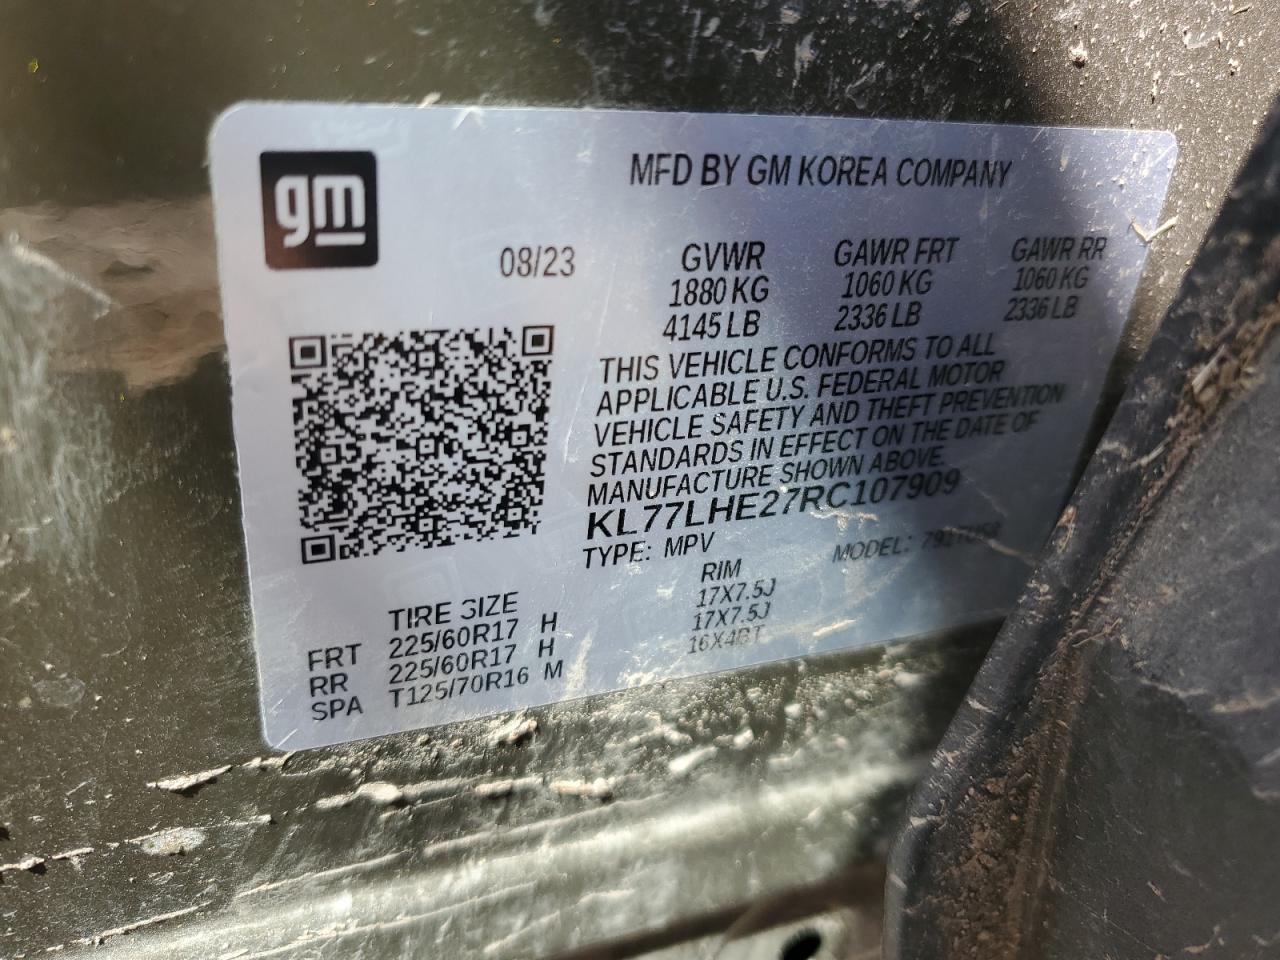 gm
MFD BY GM KOREA COMPANY
08/23
GVWR GAWR FRT GAWR RR
1880 KG 1060 KG 1060 KG
4145 LB 2336 LB 2336 LB
THIS VEHICLE CONFORMS TO ALL
APPLICABLE U.S. FEDERAL MOTOR
VEHICLE SAFETY AND THEFT PREVENTION
STANDARDS IN EFFECT ON THE DATE OF
MANUFACTURE SHOWN ABOVE.
KL77LHE27RC107909
TYPE: MPV MODEL:
TIRE SIZE RIM
FRT 225/60R17 H 17X7.5J
RR 225/60R17 H 17X7.5J
SPA T125/70R16 M 16X4BT